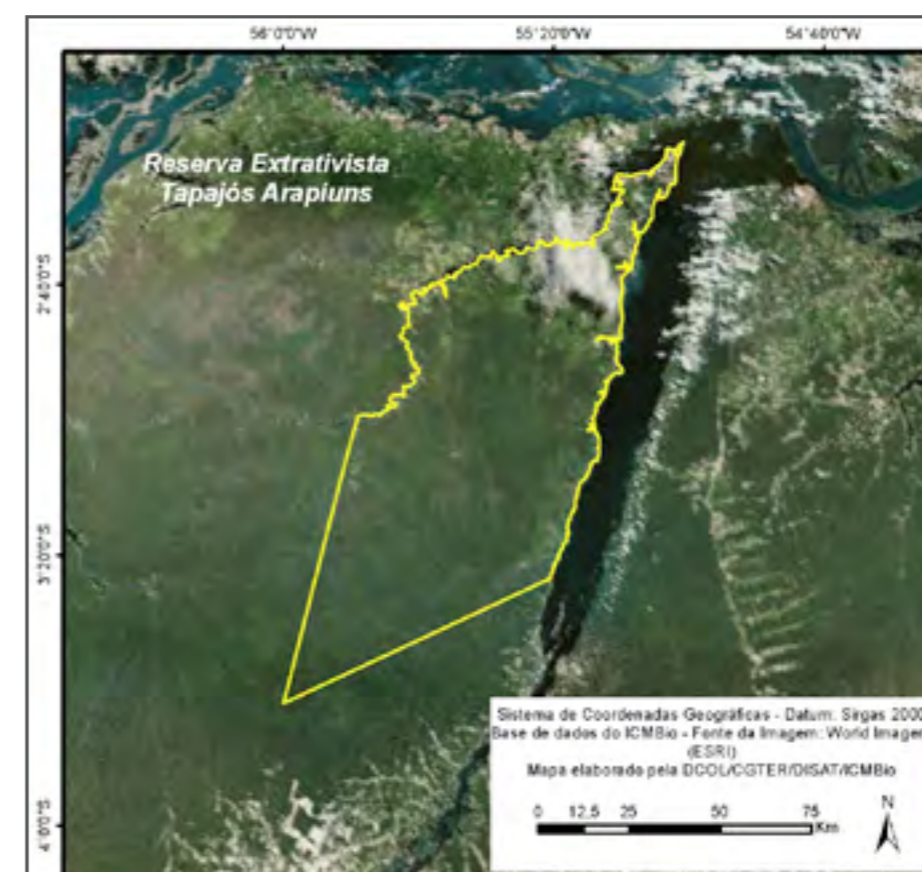 56°0'0"W 55°20'0"W 54°40'0"W
Reserva Extrativista
Tapajós Arapiuns
2°40'0"S
3°20'0"S
4°0'0"S
Sistema de Coordenadas Geográficas - Datum: Sirgas 2000
Base de dados do ICMBio - Fonte da Imagem: World Imager
(ESRI)
Mapa elaborado pela DCOL/CGTER/DISAT/ICMBio
0 12,5 25 50 75
Km
N